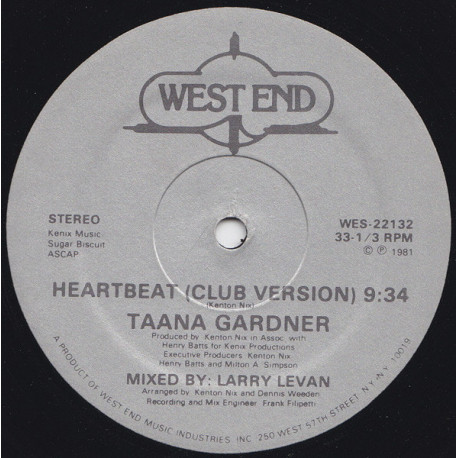 WEST END
STEREO
Kenix Music
Sugar Biscuit
ASCAP
WES-22132
33-1/3 RPM
© ℗ 1981
HEARTBEAT (CLUB VERSION) 9:34
(Kenton Nix)
TAANA GARDNER
Produced by Kenton Nix in Assoc with
Henry Batts for Kenix Productions
Executive Producers Kenton Nix
Henry Batts and Milton A Simpson
MIXED BY: LARRY LEVAN
Arranged by Kenton Nix and Dennis Weeden
Recording and Mix Engineer Frank Filipetti
A PRODUCT OF WEST END MUSIC INDUSTRIES, INC. 250 WEST 57TH STREET, NY, NY 10019